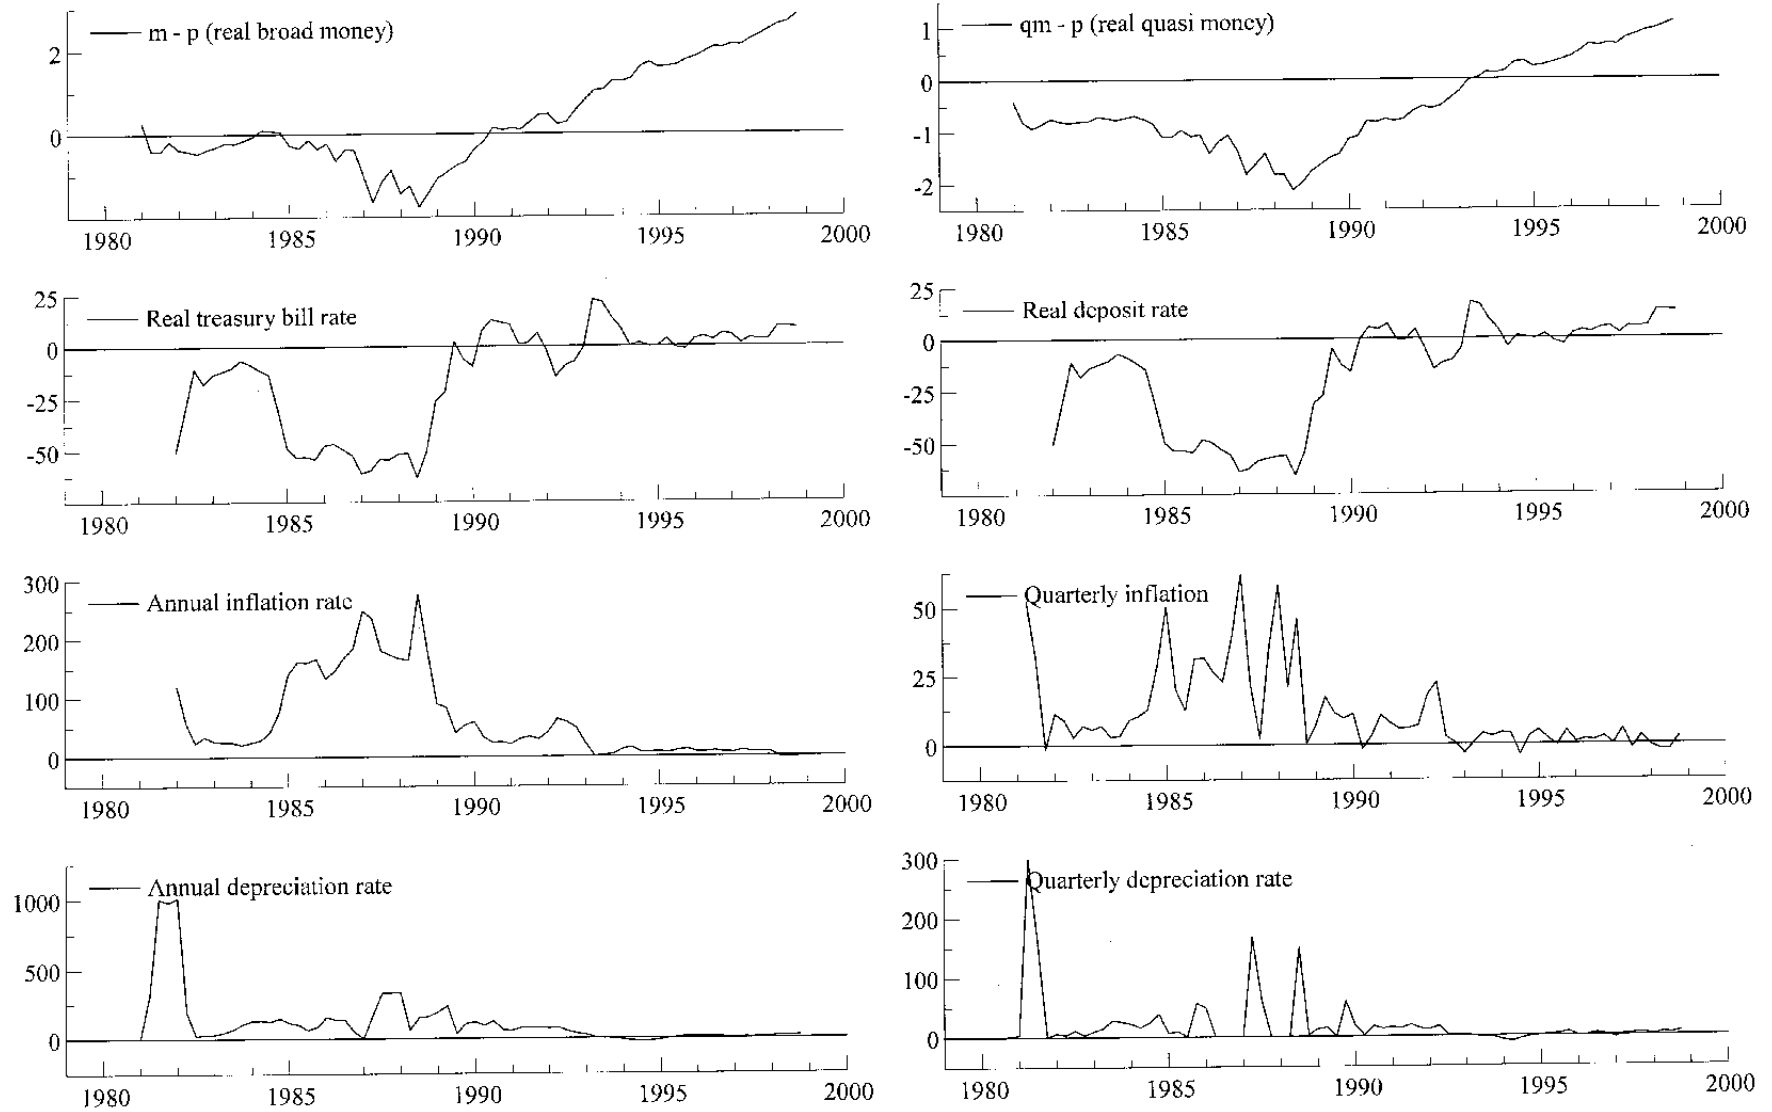 m - p (real broad money)
2
0
1980 1985 1990 1995 2000
qm - p (real quasi money)
1
0
-1
-2
1980 1985 1990 1995 2000
Real treasury bill rate
25
0
-25
-50
1980 1985 1990 1995 2000
Real deposit rate
25
0
-25
-50
1980 1985 1990 1995 2000
300
Annual inflation rate
200
100
0
1980 1985 1990 1995 2000
Quarterly inflation
50
25
0
1980 1985 1990 1995 2000
Annual depreciation rate
1000
500
0
1980 1985 1990 1995 2000
300
Quarterly depreciation rate
200
100
0
1980 1985 1990 1995 2000